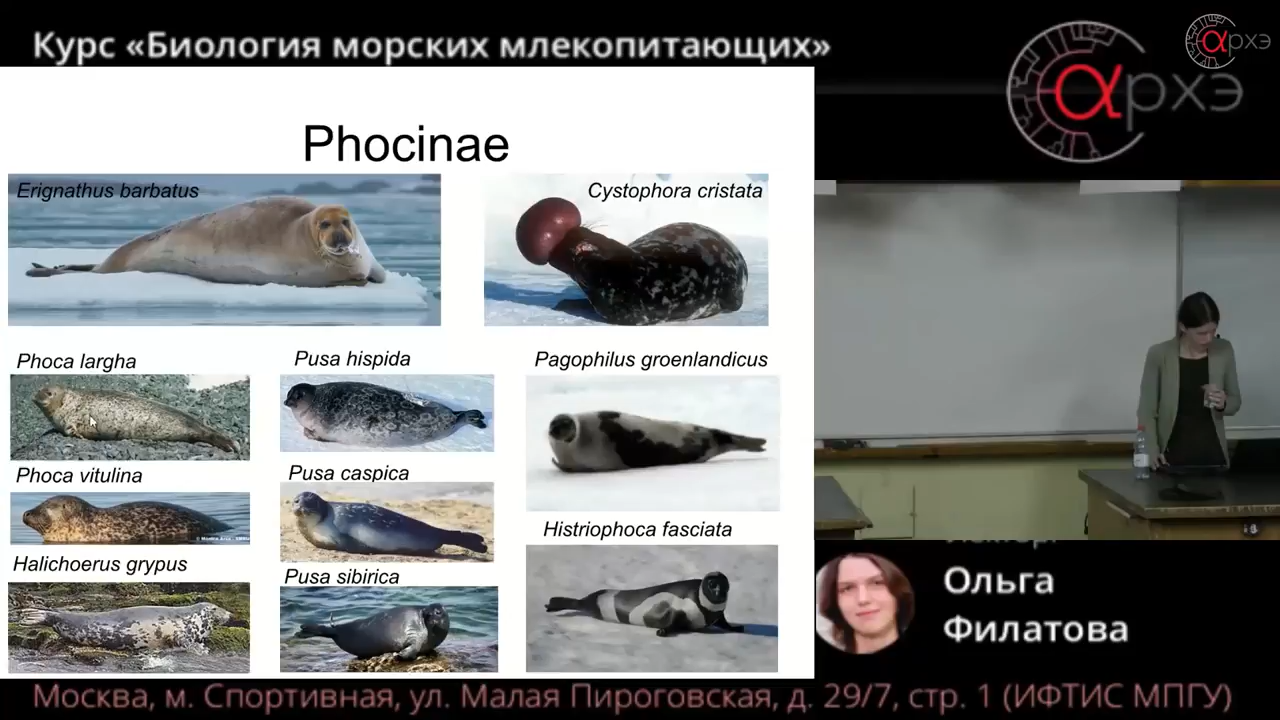 Курс «Биология морских млекопитающих»
αрхэ
αрхэ
Phocinae
Erignathus barbatus
Cystophora cristata
Phoca largha
Pusa hispida
Pagophilus groenlandicus
Phoca vitulina
Pusa caspica
Histriophoca fasciata
Halichoerus grypus
Pusa sibirica
Ольга
Филатова
Москва, м. Спортивная, ул. Малая Пироговская, д. 29/7, стр. 1 (ИФТИС МПГУ)